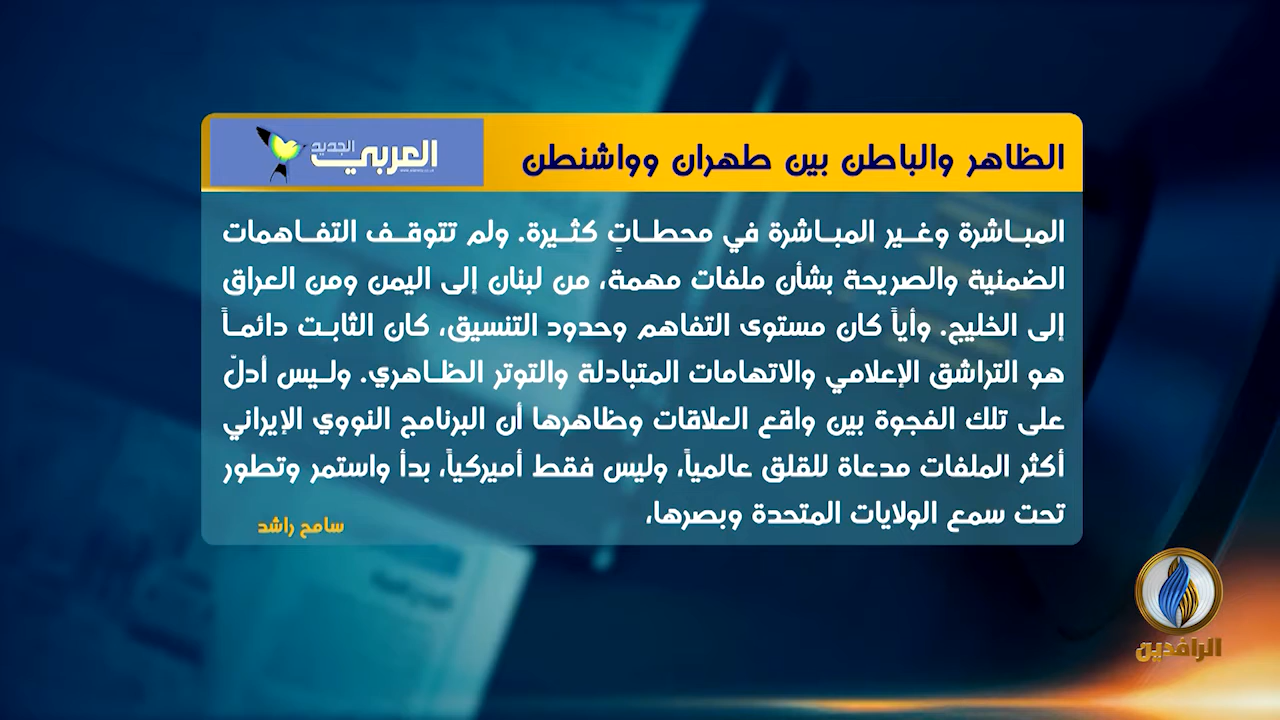 الظاهر والباطن بين طهران وواشنطن
العربي الجديد
المباشرة وغير المباشرة في محطاتٍ كثيرة. ولم تتوقف التفاهمات
الضمنية والصريحة بشأن ملفات مهمة، من لبنان إلى اليمن ومن العراق
إلى الخليج. وأياً كان مستوى التفاهم وحدود التنسيق، كان الثابت دائماً
هو التراشق الإعلامي والاتهامات المتبادلة والتوتر الظاهري. وليس أدلّ
على تلك الفجوة بين واقع العلاقات وظاهرها أن البرنامج النووي الإيراني
أكثر الملفات مدعاة للقلق عالمياً، وليس فقط أميركياً، بدأ واستمر وتطور
تحت سمع الولايات المتحدة وبصرها،
سامح راشد
الرافدين